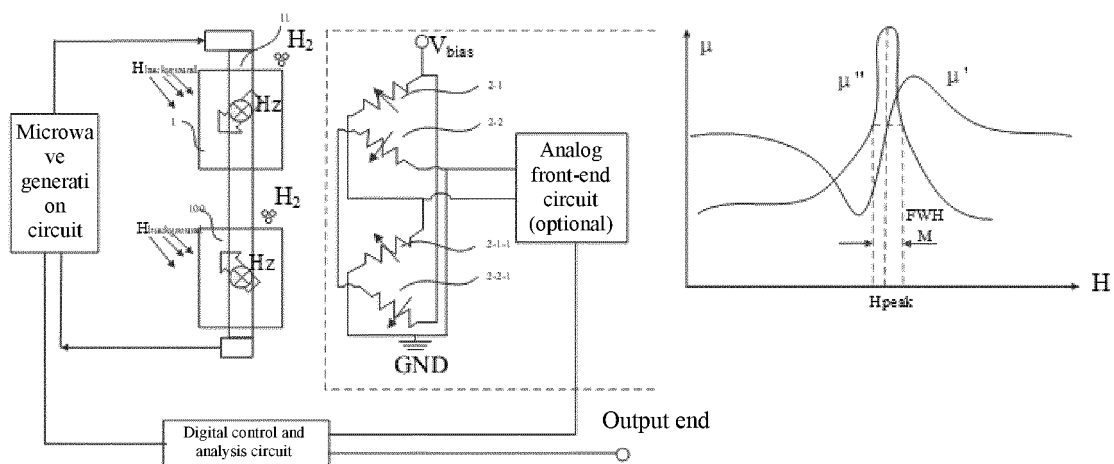 11
H2
Hbackground
Hz
1
Microwa
ve
generati
on
circuit
H2
100
Hbackground
Hz
Vbias
2-1
2-2
Analog
front-end
circuit
(optional)
2-1-1
2-2-1
GND
Digital control and
analysis circuit
Output end
μ
μ"
μ'
FWH
M
H
Hpeak